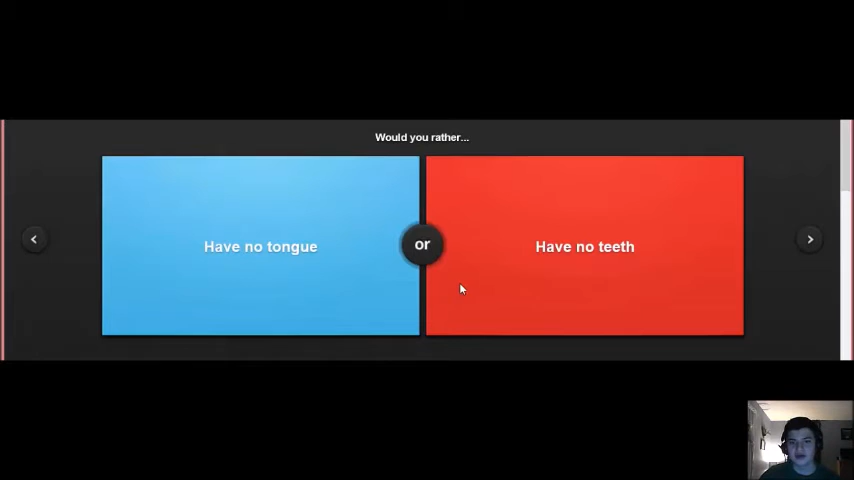 Would you rather...
Have no tongue
or
Have no teeth